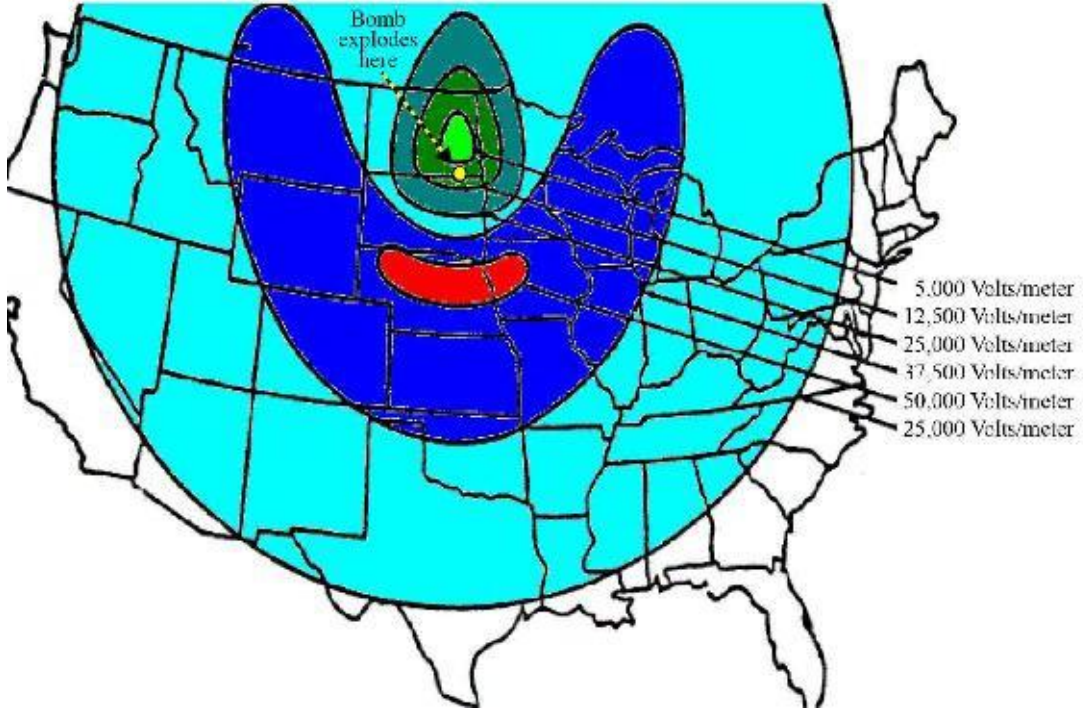 Bomb
explodes
here
5,000 Volts/meter
12,500 Volts/meter
25,000 Volts/meter
37,500 Volts/meter
50,000 Volts/meter
25,000 Volts/meter